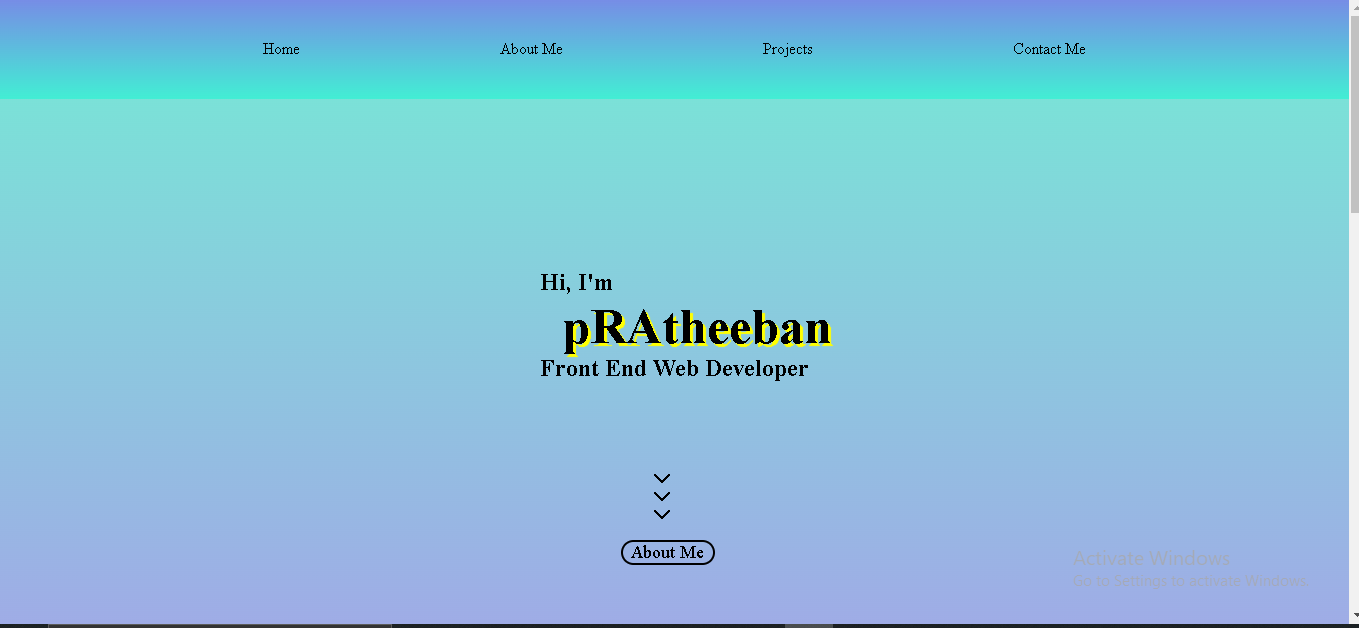 Home About Me Projects Contact Me
Hi, I'm
pRAtheeban
Front End Web Developer
About Me
Activate Windows
Go to Settings to activate Windows.